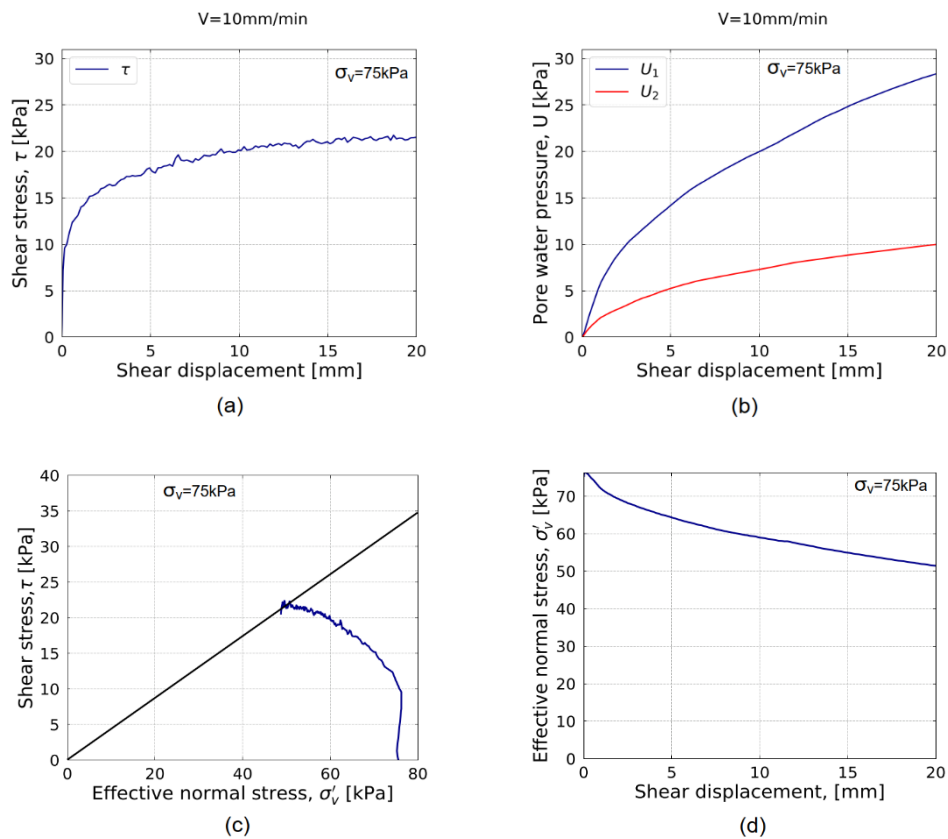 V=10mm/min
τ
σv=75kPa
Shear stress, τ [kPa]
30
25
20
15
10
5
0
0 5 10 15 20
Shear displacement [mm]
(a)
V=10mm/min
U1
U2
σv=75kPa
Pore water pressure, U [kPa]
30
25
20
15
10
5
0
0 5 10 15 20
Shear displacement [mm]
(b)
σv=75kPa
Shear stress,τ [kPa]
40
35
30
25
20
15
10
5
0
0 20 40 60 80
Effective normal stress, σ′v [kPa]
(c)
σv=75kPa
Effective normal stress, σ′v [kPa]
70
60
50
40
30
20
10
0
0 5 10 15 20
Shear displacement, [mm]
(d)